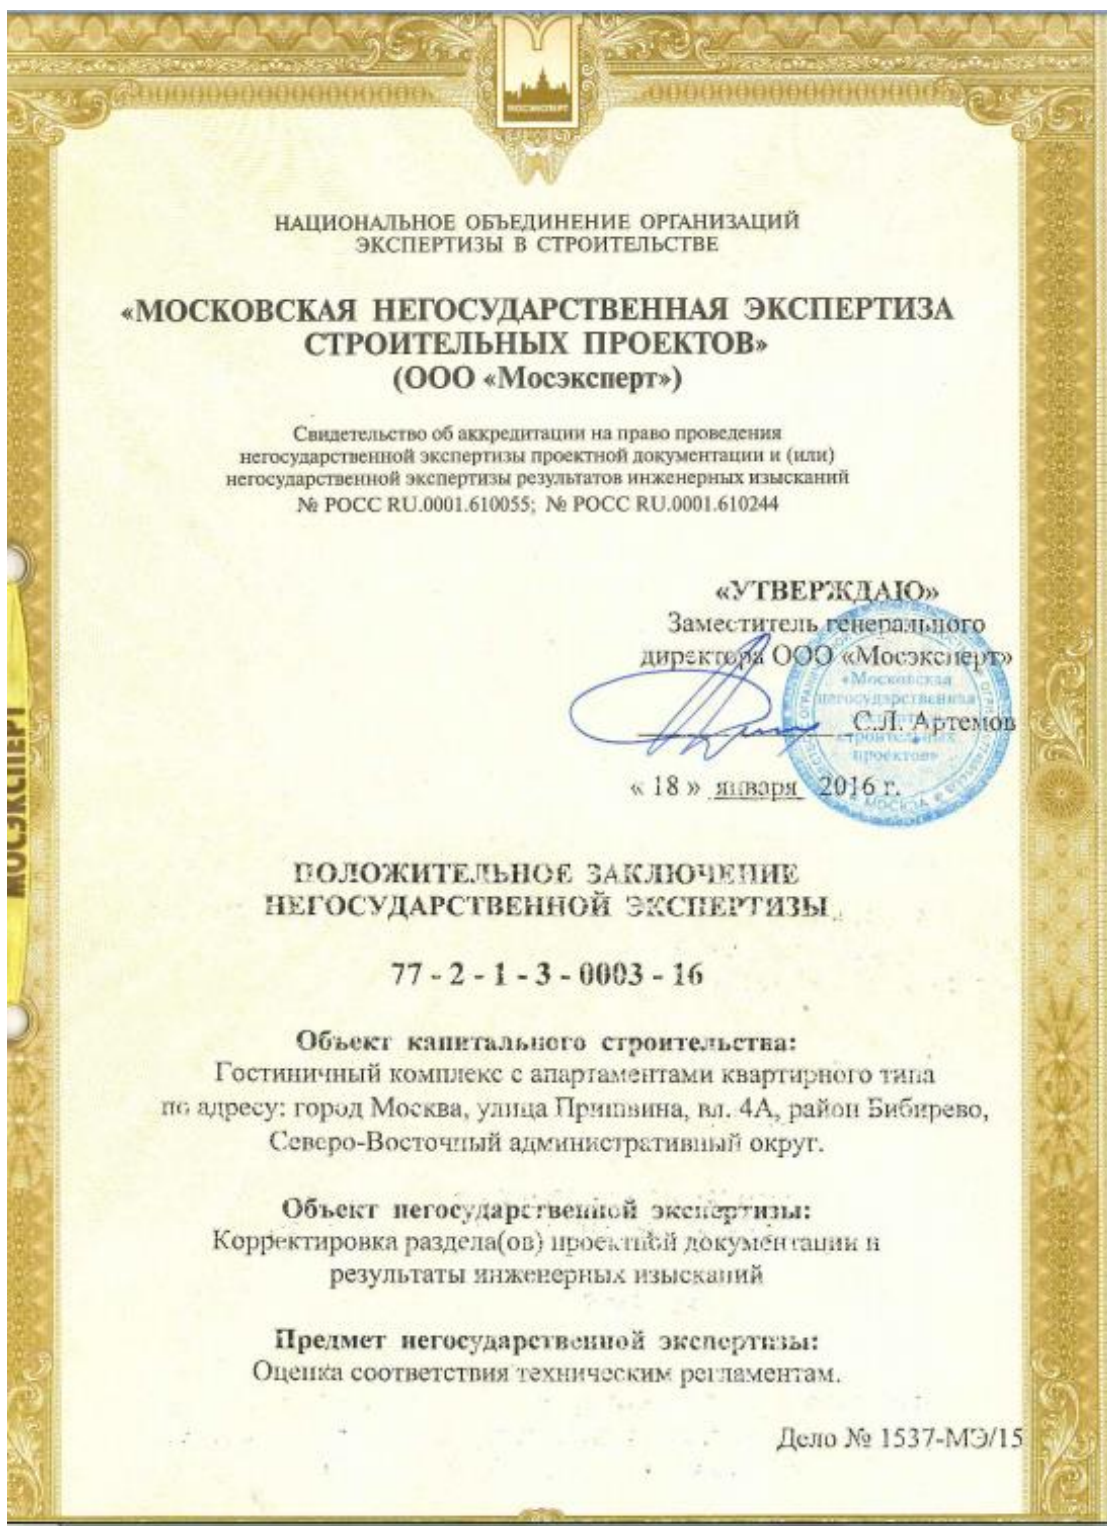 МОСЭКСПЕРТ
НАЦИОНАЛЬНОЕ ОБЪЕДИНЕНИЕ ОРГАНИЗАЦИЙ
ЭКСПЕРТИЗЫ В СТРОИТЕЛЬСТВЕ
«МОСКОВСКАЯ НЕГОСУДАРСТВЕННАЯ ЭКСПЕРТИЗА
СТРОИТЕЛЬНЫХ ПРОЕКТОВ»
(ООО «Мосэксперт»)
Свидетельство об аккредитации на право проведения
негосударственной экспертизы проектной документации и (или)
негосударственной экспертизы результатов инженерных изысканий
№ РОСС RU.0001.610055; № РОСС RU.0001.610244
«УТВЕРЖДАЮ»
Заместитель генерального
директора ООО «Мосэксперт»
«Московская
негосударственная
строительных
проектов»
МОСКВА
С.Л. Артемов
« 18 » января 2016 г.
МОСЭКСПЕРТ
ПОЛОЖИТЕЛЬНОЕ ЗАКЛЮЧЕНИЕ
НЕГОСУДАРСТВЕННОЙ ЭКСПЕРТИЗЫ
77 - 2 - 1 - 3 - 0003 - 16
Объект капитального строительства:
Гостиничный комплекс с апартаментами квартирного типа
по адресу: город Москва, улица Пришвина, вл. 4А, район Бибирево,
Северо-Восточный административный округ.
Объект негосударственной экспертизы:
Корректировка раздела(ов) проектной документации и
результаты инженерных изысканий
Предмет негосударственной экспертизы:
Оценка соответствия техническим регламентам.
Дело № 1537-МЭ/15